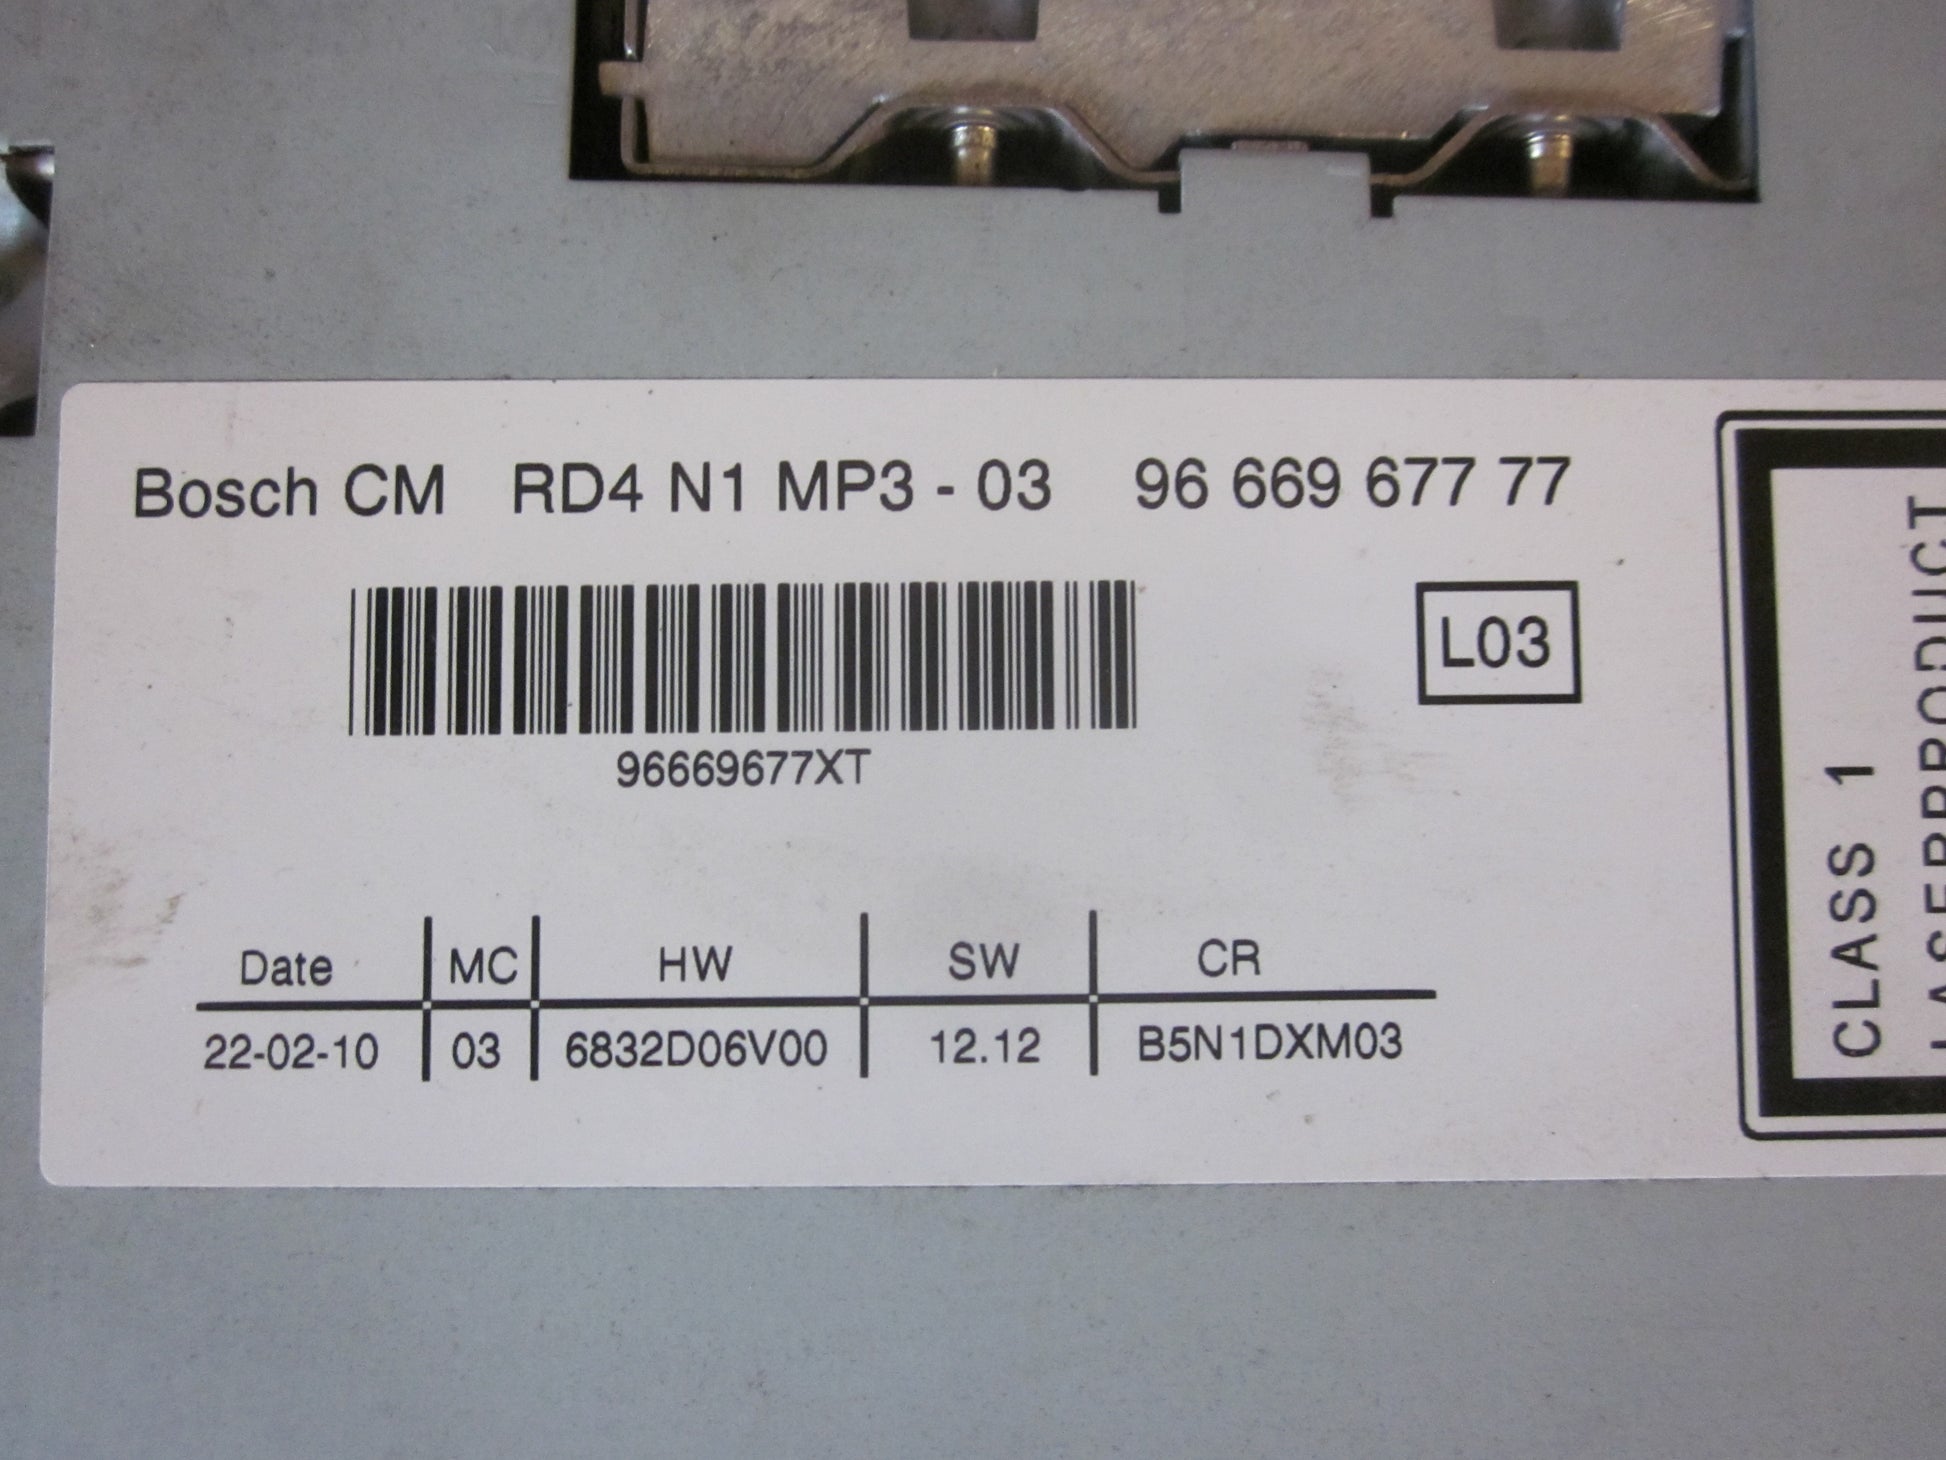 Bosch CM RD4 N1 MP3 - 03 96 669 677 77
L03
96669677XT
Date MC HW SW CR
22-02-10 03 6832D06V00 12.12 B5N1DXM03
CLASS 1
LASERPRODUCT